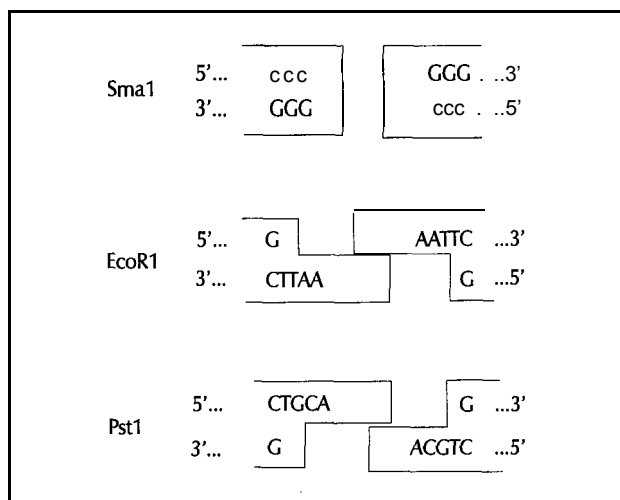 Sma1
5'... ccc GGG . ..3'
3'... GGG ccc . ..5'
EcoR1
5'... G AATTC ...3'
3'... CTTAA G ...5'
Pst1
5'... CTGCA G ...3'
3'... G ACGTC ...5'